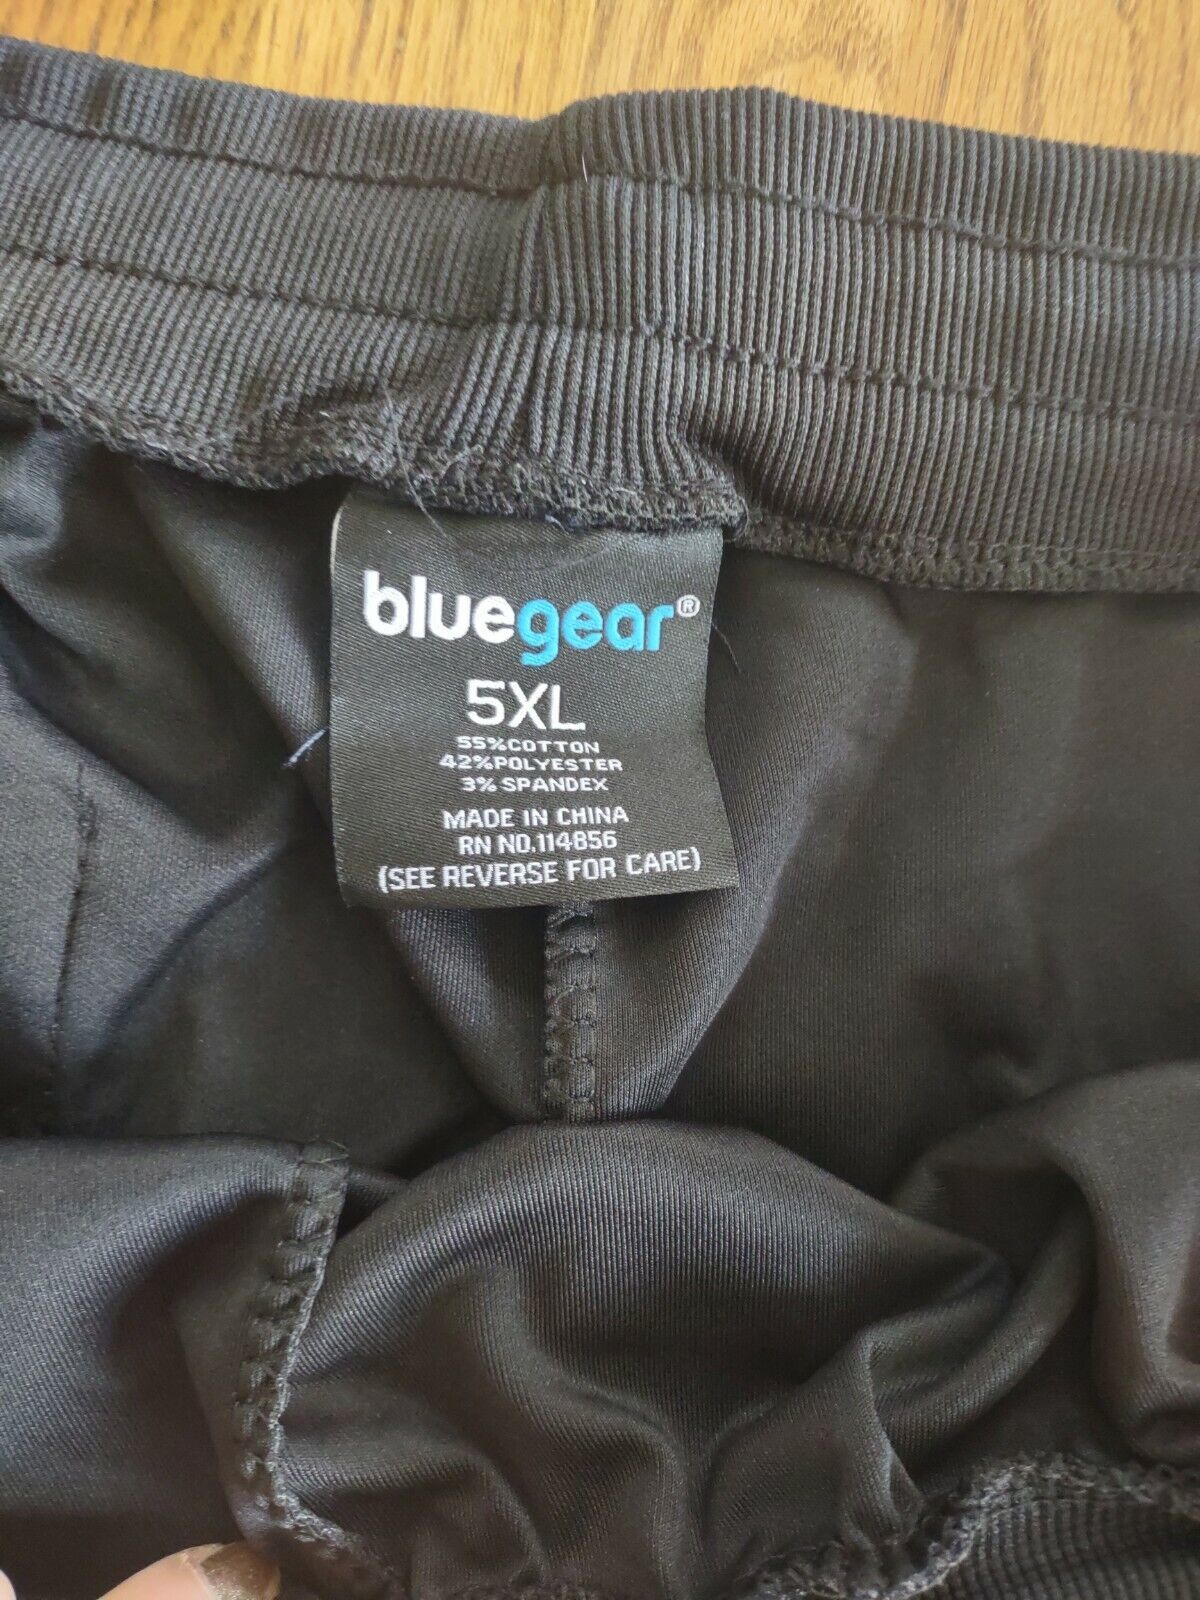 bluegear®
5XL
55%COTTON
42%POLYESTER
3% SPANDEX
MADE IN CHINA
RN NO.114856
(SEE REVERSE FOR CARE)